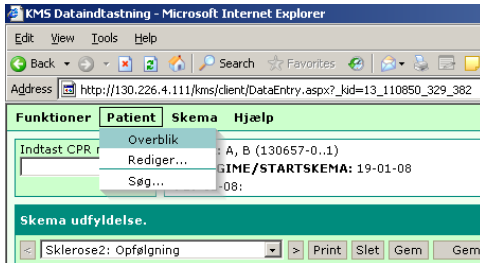 KMS Dataindtastning - Microsoft Internet Explorer
Edit View Tools Help
Back Search Favorites
Address http://130.226.4.111/kms/client/DataEntry.aspx?_kid=13_110850_329_382
Funktioner Patient Skema Hjælp
Overblik
Rediger...
Søg...
Indtast CPR : A, B (130657-0..1)
GIME/STARTSKEMA: 19-01-08
-08:
Skema udfyldelse.
< Sklerose2: Opfølgning > Print Slet Gem Gem